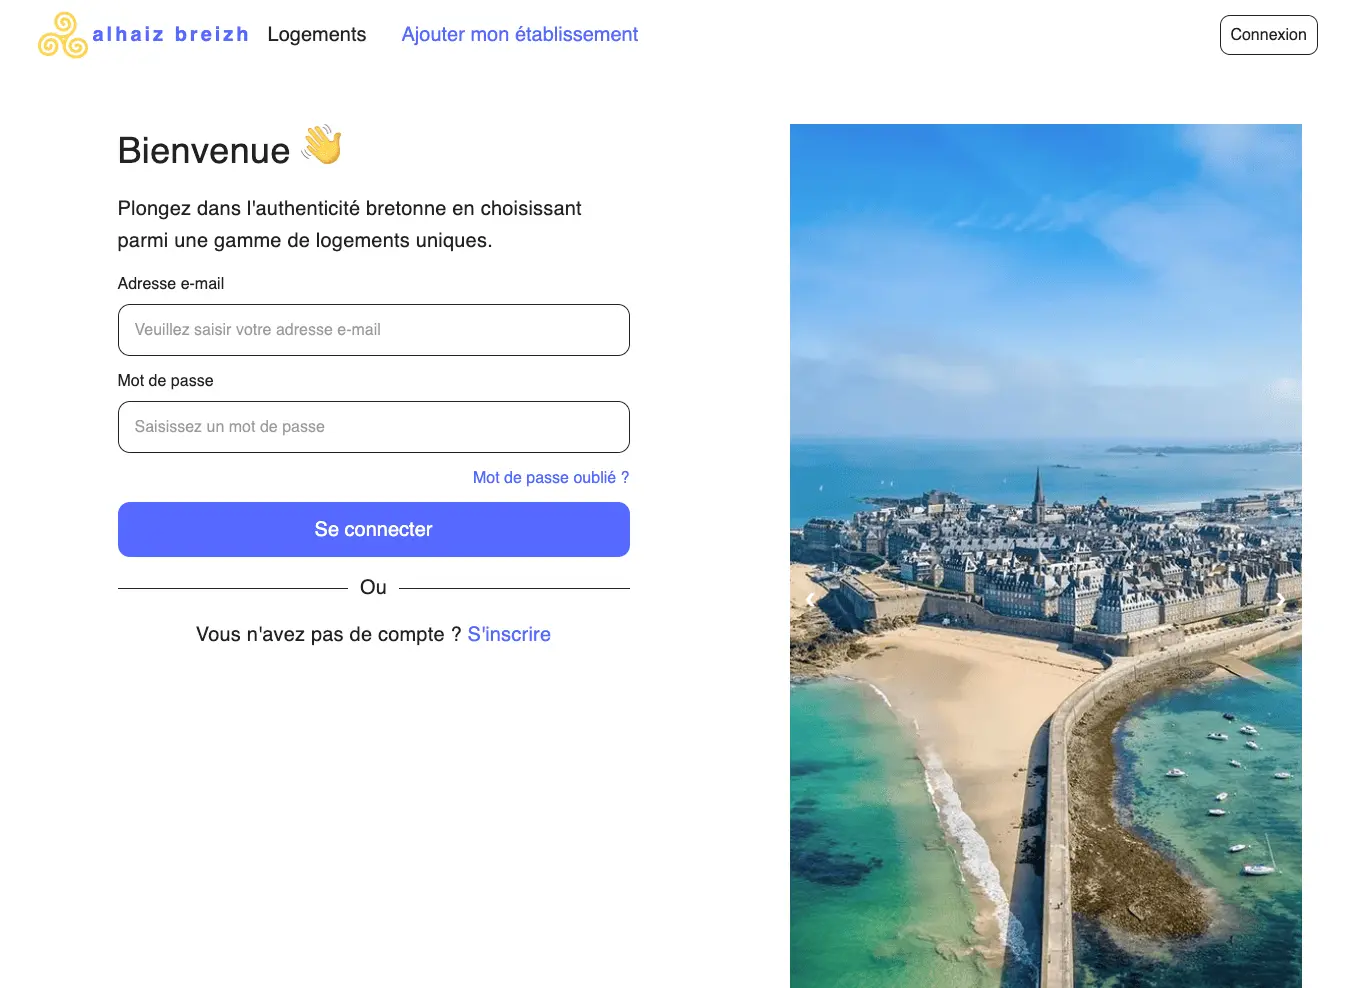 alhaiz breizh Logements Ajouter mon établissement Connexion
Bienvenue 👋
Plongez dans l'authenticité bretonne en choisissant
parmi une gamme de logements uniques.
Adresse e-mail
Veuillez saisir votre adresse e-mail
Mot de passe
Saisissez un mot de passe
Mot de passe oublié ?
Se connecter
Ou
Vous n'avez pas de compte ? S'inscrire